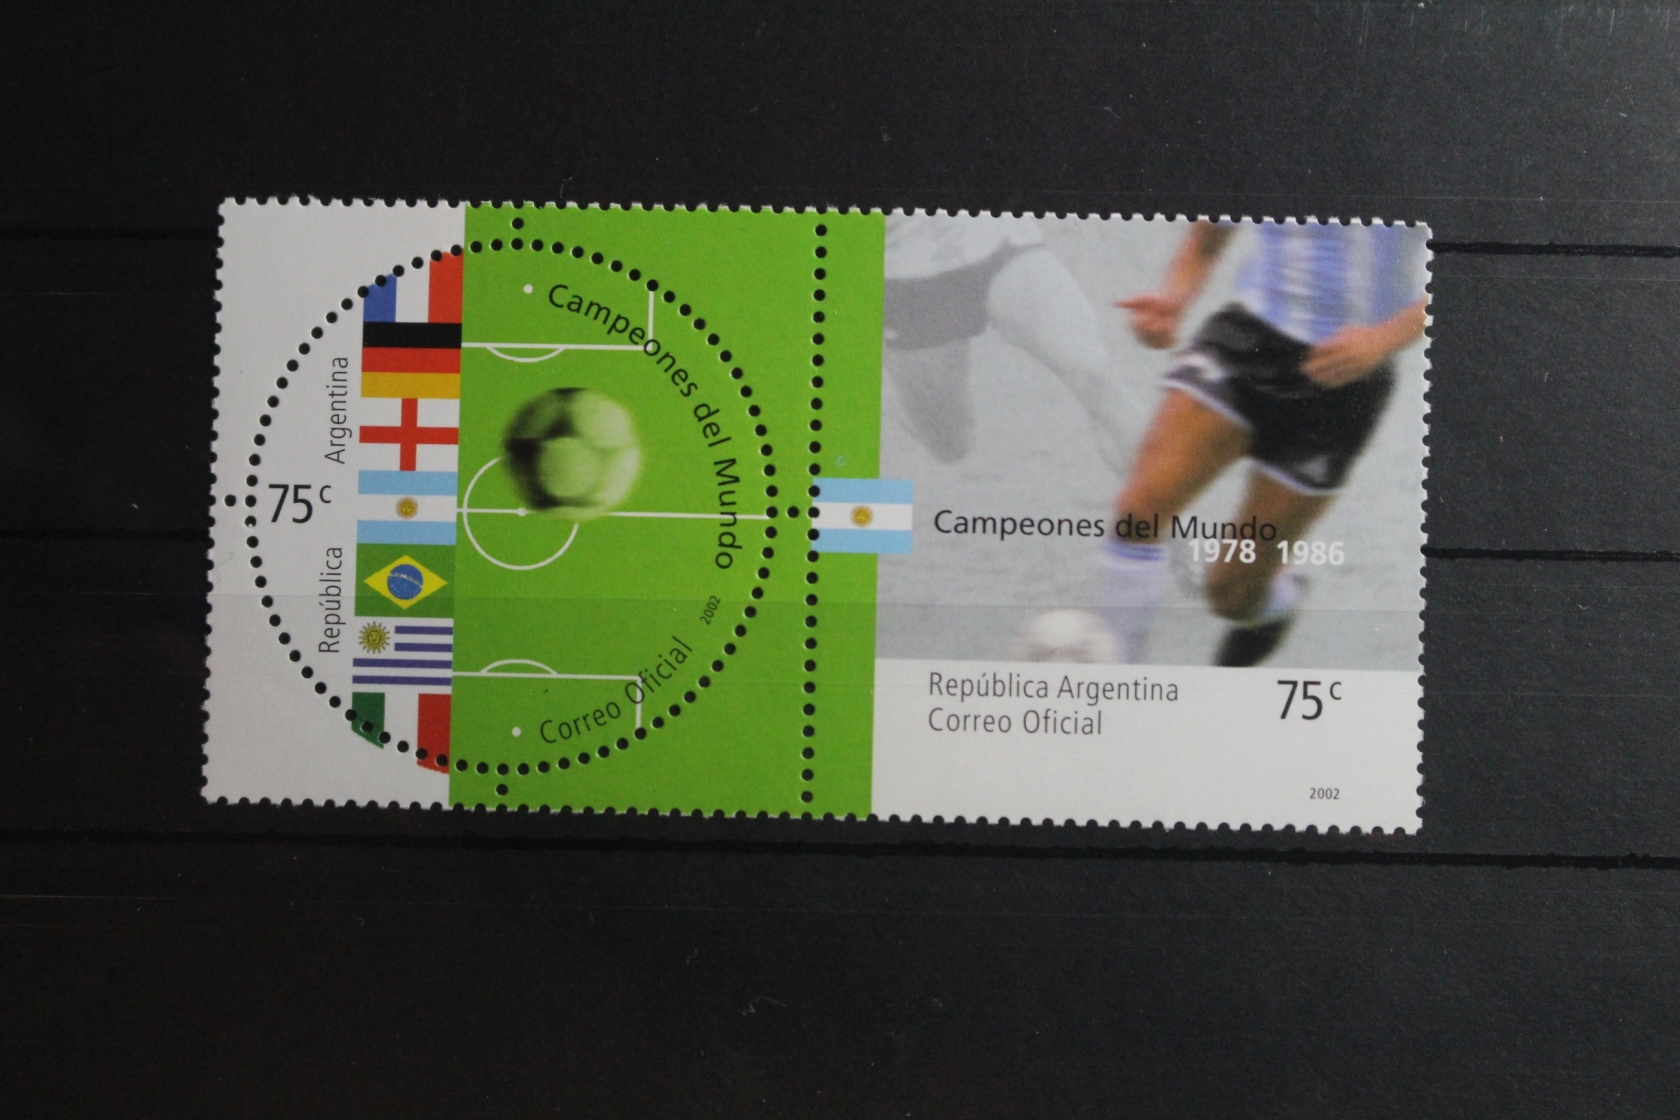 República Argentina
75c
Campeones del Mundo
2002
Correo Oficial
Campeones del Mundo
1978 1986
República Argentina
Correo Oficial
75c
2002